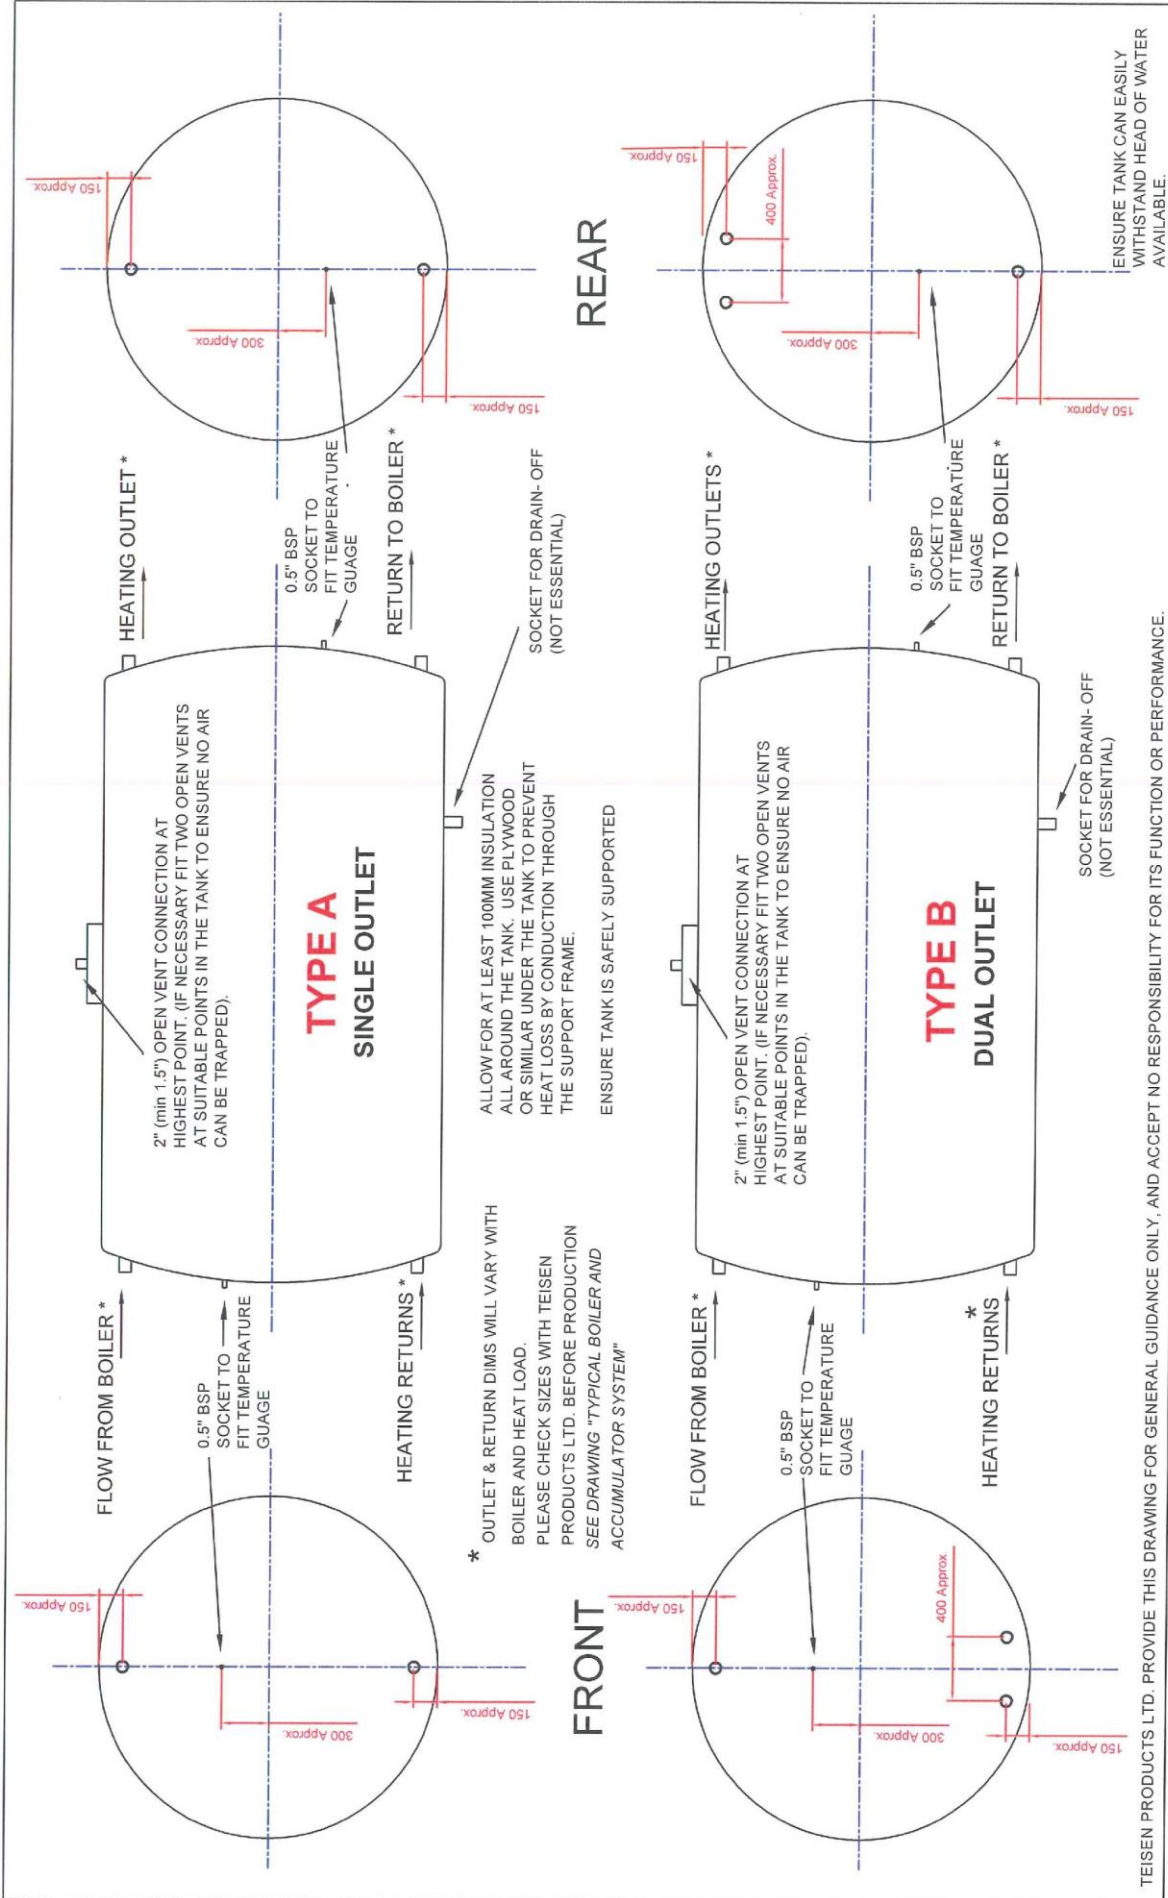 150 Approx.
FLOW FROM BOILER *
2" (min 1.5") OPEN VENT CONNECTION AT
HIGHEST POINT. (IF NECESSARY FIT TWO OPEN VENTS
AT SUITABLE POINTS IN THE TANK TO ENSURE NO AIR
CAN BE TRAPPED).
HEATING OUTLET *
150 Approx.
0.5" BSP
SOCKET TO
FIT TEMPERATURE
GUAGE
300 Approx.
TYPE A
SINGLE OUTLET
0.5" BSP
SOCKET TO
FIT TEMPERATURE
GUAGE
300 Approx.
HEATING RETURNS *
RETURN TO BOILER *
150 Approx.
150 Approx.
* OUTLET & RETURN DIMS WILL VARY WITH
BOILER AND HEAT LOAD.
PLEASE CHECK SIZES WITH TEISEN
PRODUCTS LTD. BEFORE PRODUCTION
SEE DRAWING "TYPICAL BOILER AND
ACCUMULATOR SYSTEM"
ALLOW FOR AT LEAST 100MM INSULATION
ALL AROUND THE TANK. USE PLYWOOD
OR SIMILAR UNDER THE TANK TO PREVENT
HEAT LOSS BY CONDUCTION THROUGH
THE SUPPORT FRAME.
ENSURE TANK IS SAFELY SUPPORTED
SOCKET FOR DRAIN- OFF
(NOT ESSENTIAL)
FRONT
REAR
150 Approx.
FLOW FROM BOILER *
2" (min 1.5") OPEN VENT CONNECTION AT
HIGHEST POINT. (IF NECESSARY FIT TWO OPEN VENTS
AT SUITABLE POINTS IN THE TANK TO ENSURE NO AIR
CAN BE TRAPPED).
HEATING OUTLETS *
150 Approx.
400 Approx.
0.5" BSP
SOCKET TO
FIT TEMPERATURE
GUAGE
300 Approx.
TYPE B
DUAL OUTLET
0.5" BSP
SOCKET TO
FIT TEMPERATURE
GUAGE
300 Approx.
400 Approx.
HEATING RETURNS *
RETURN TO BOILER *
150 Approx.
150 Approx.
SOCKET FOR DRAIN- OFF
(NOT ESSENTIAL)
ENSURE TANK CAN EASILY
WITHSTAND HEAD OF WATER
AVAILABLE.
TEISEN PRODUCTS LTD. PROVIDE THIS DRAWING FOR GENERAL GUIDANCE ONLY, AND ACCEPT NO RESPONSIBILITY FOR ITS FUNCTION OR PERFORMANCE.